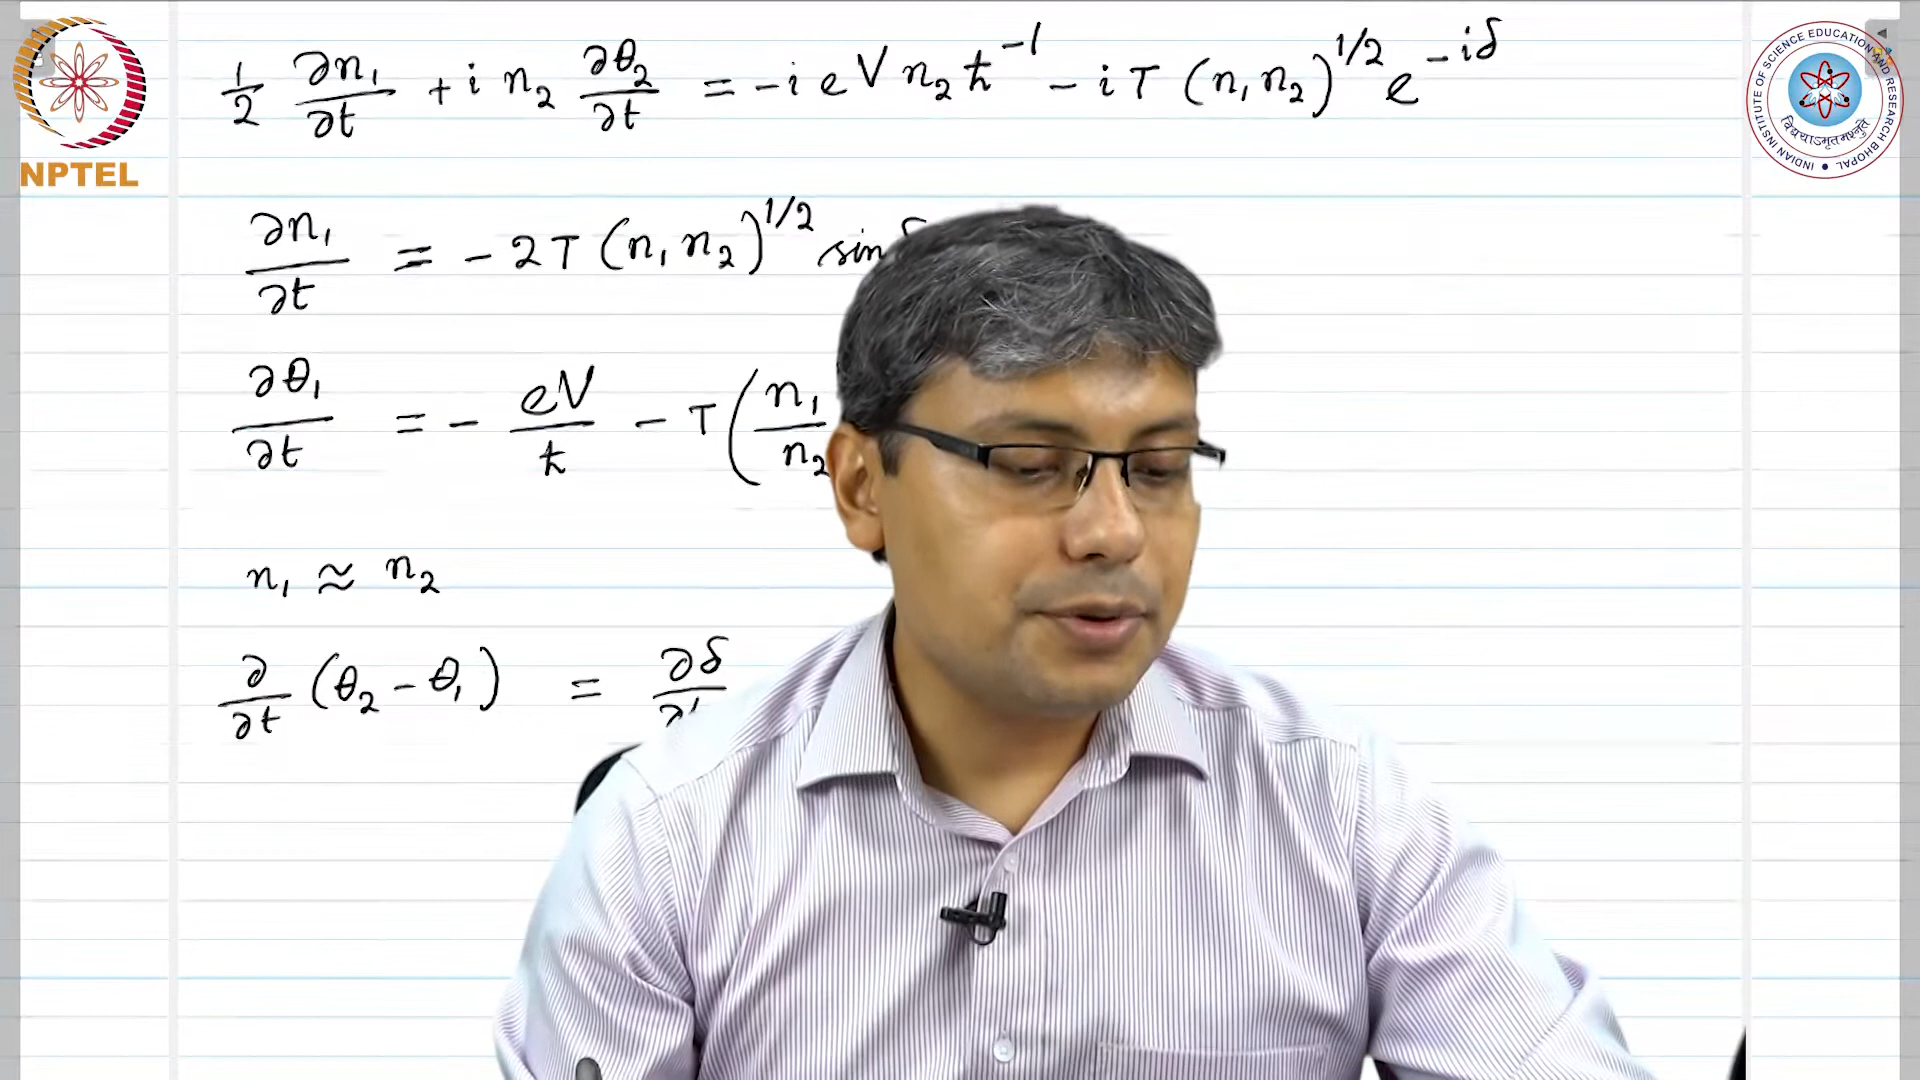 1/2 ∂n₁/∂t + i n₂ ∂θ₂/∂t = -i eV n₂ ħ⁻¹ - i T (n₁n₂)^1/2 e^-iδ
NPTEL
INDIAN INSTITUTE OF SCIENCE EDUCATION AND RESEARCH BHOPAL
∂n₁/∂t = - 2T (n₁n₂)^1/2 sin δ
∂θ₁/∂t = - eV/ħ - T (n₁/n₂
n₁ ≈ n₂
∂/∂t (θ₂ - θ₁) = ∂δ/∂t